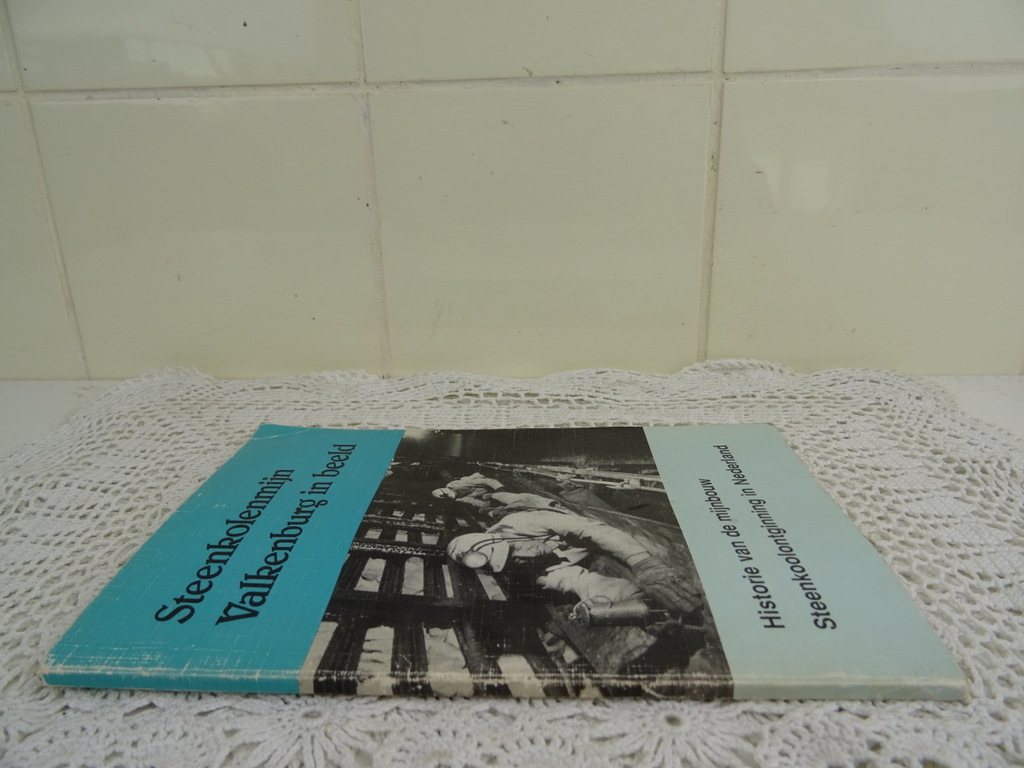 Steenkolenmijn
Valkenburg in beeld
Historie van de mijnbouw
Steenkoolontginning in Nederland